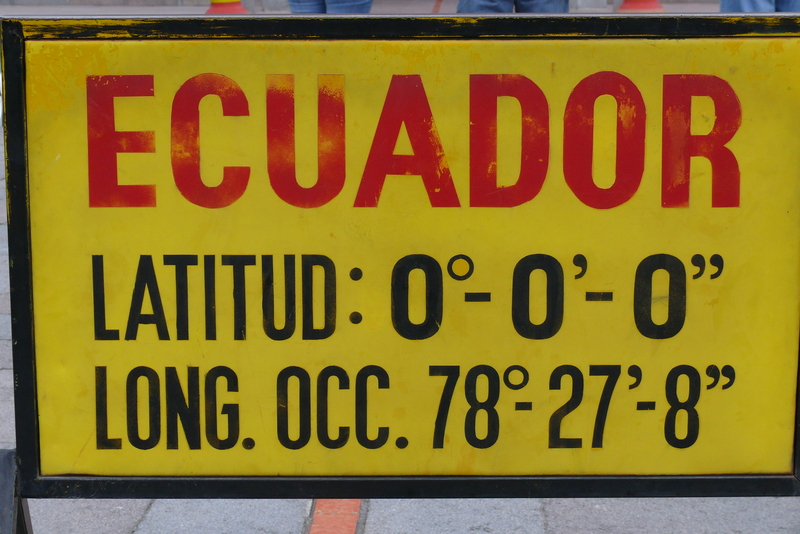 ECUADOR
LATITUD: 0°-0’-0”
LONG. OCC. 78°-27’-8”